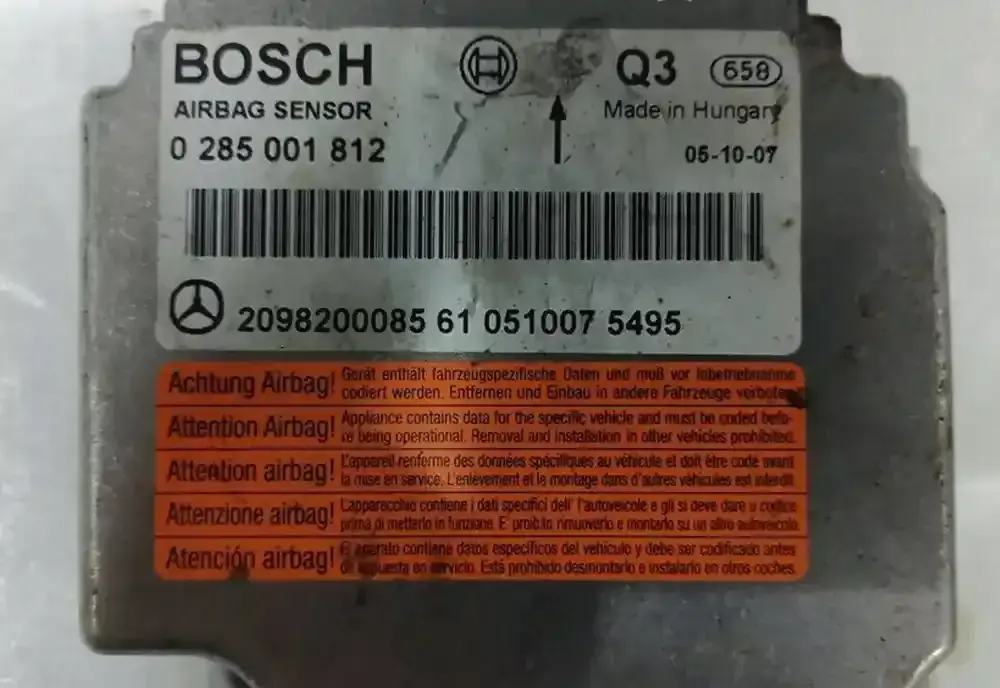 BOSCH
Q3 658
AIRBAG SENSOR
Made in Hungary
0 285 001 812
05-10-07
2098200085 61 051007 5495
Achtung Airbag! Gerät enthält fahrzeugspezifische Daten und muß vor Inbetriebnahme
codiert werden. Entfernen und Einbau in andere Fahrzeuge verboten.
Attention Airbag! Appliance contains data for the specific vehicle and must be coded befo-
re being operational. Removal and installation in other vehicles prohibited.
Attention airbag! L'appareil renferme des données spécifiques au véhicule et doit être codé avant
la mise en service. L'enlèvement et le montage dans d'autres véhicules est interdit.
Attenzione airbag! L'apparecchio contiene i dati specifici dell' l'autoveicolo e gli si deve dare il codice
prima di metterlo in funzione. E' proibito rimuoverlo e montarlo su un altro autoveicolo.
Atención airbag! El aparato contiene datos específicos del vehículo y debe ser codificado antes
de puesta en servicio. Está prohibido desmontarlo e instalarlo en otros coches.